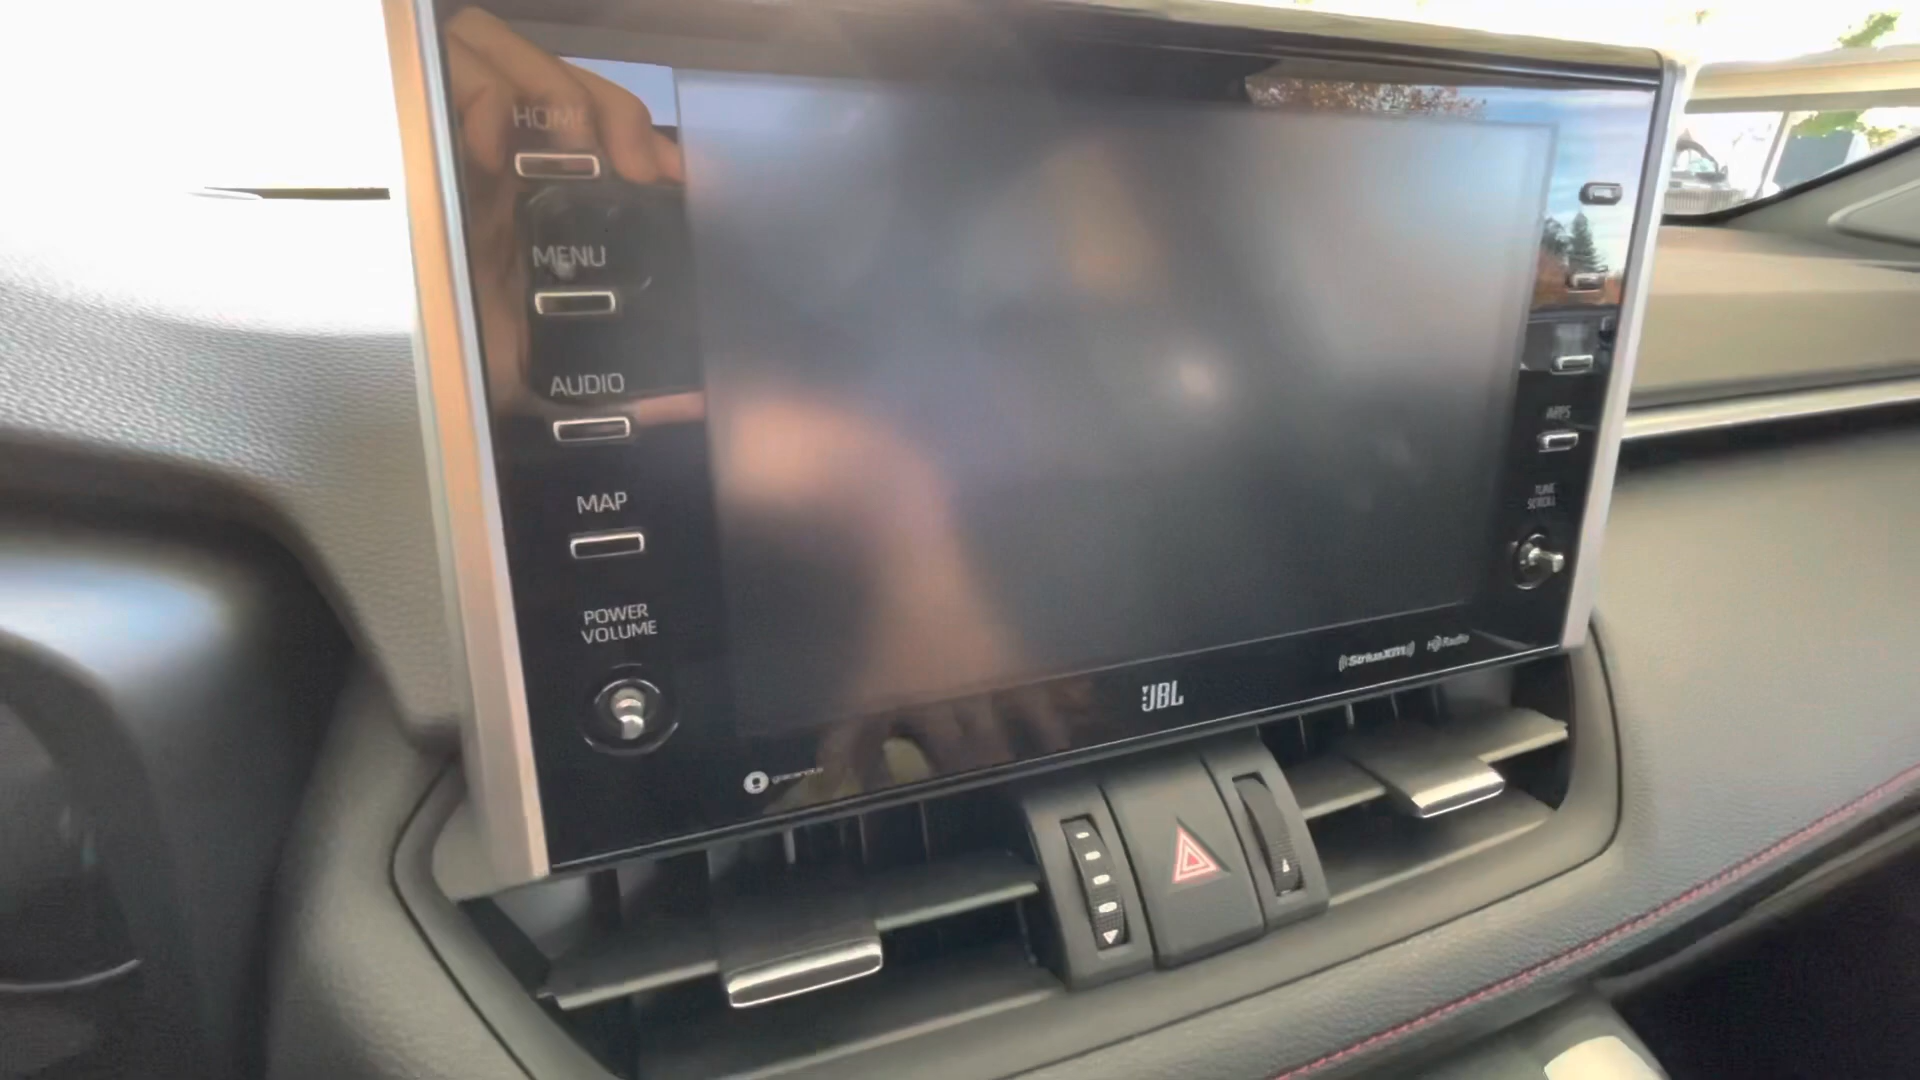 HOME
MENU
AUDIO
MAP
POWER
VOLUME
APPS
TUNE
SCROLL
JBL
SiriusXM
HD Radio